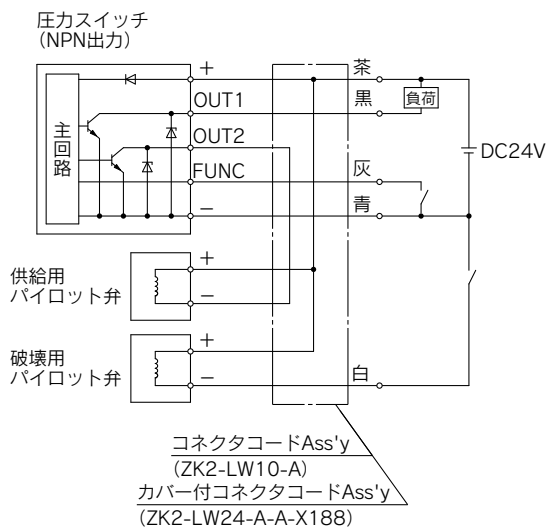 圧力スイッチ
(NPN出力)
主回路
+
OUT1
OUT2
FUNC
−
茶
黒
負荷
DC24V
灰
青
供給用
パイロット弁
+
−
破壊用
パイロット弁
+
−
白
コネクタコードAss'y
(ZK2-LW10-A)
カバー付コネクタコードAss'y
(ZK2-LW24-A-A-X188)